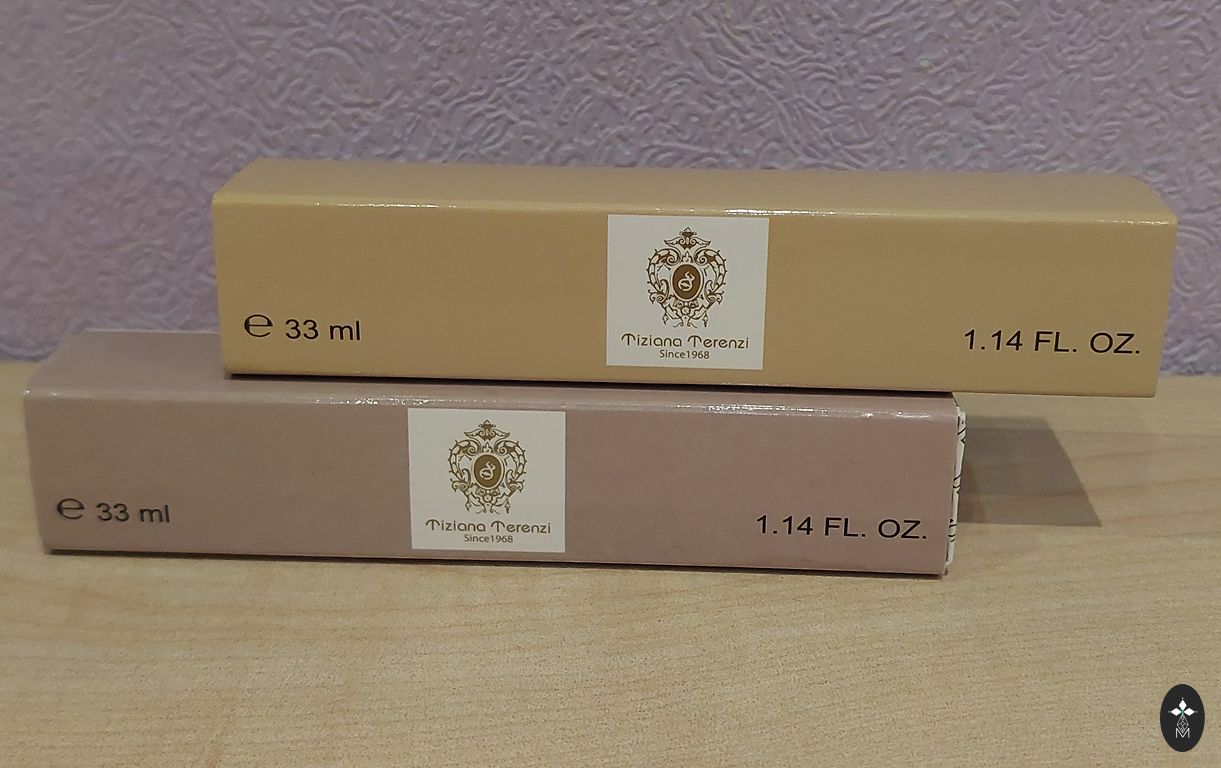 ℮ 33 ml
Tiziana Terenzi
Since1968
1.14 FL. OZ.
℮ 33 ml
Tiziana Terenzi
Since1968
1.14 FL. OZ.
M